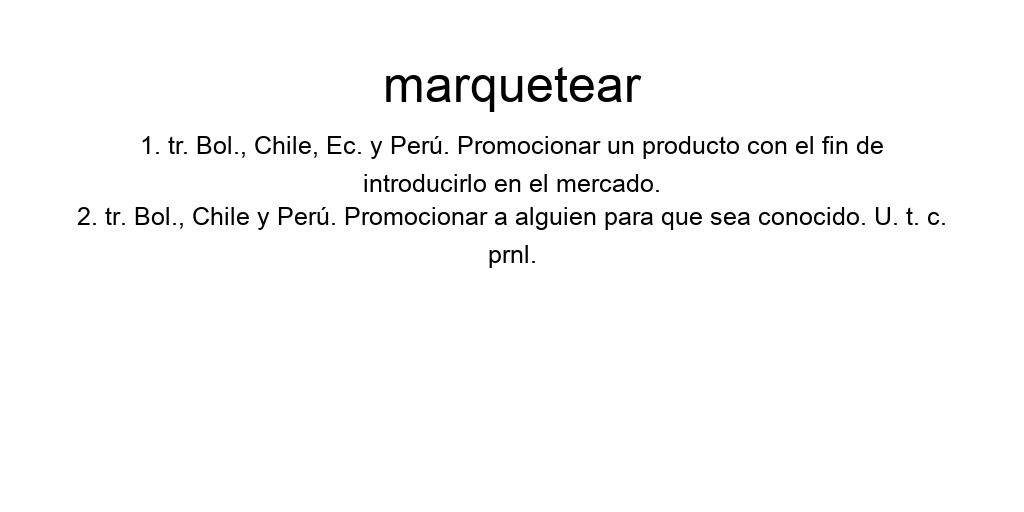 marquetear
1. tr. Bol., Chile, Ec. y Perú. Promocionar un producto con el fin de
introducirlo en el mercado.
2. tr. Bol., Chile y Perú. Promocionar a alguien para que sea conocido. U. t. c.
prnl.